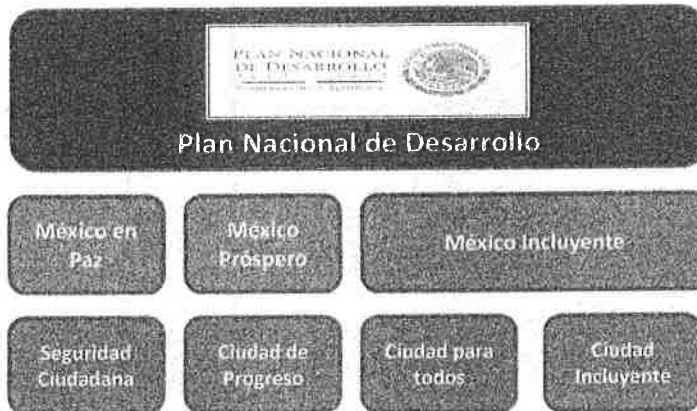 PLAN NACIONAL
DE DESARROLLO
Plan Nacional de Desarrollo
México en
Paz
México
Próspero
México Incluyente
Seguridad
Ciudadana
Ciudad de
Progreso
Ciudad para
todos
Ciudad
Incluyente